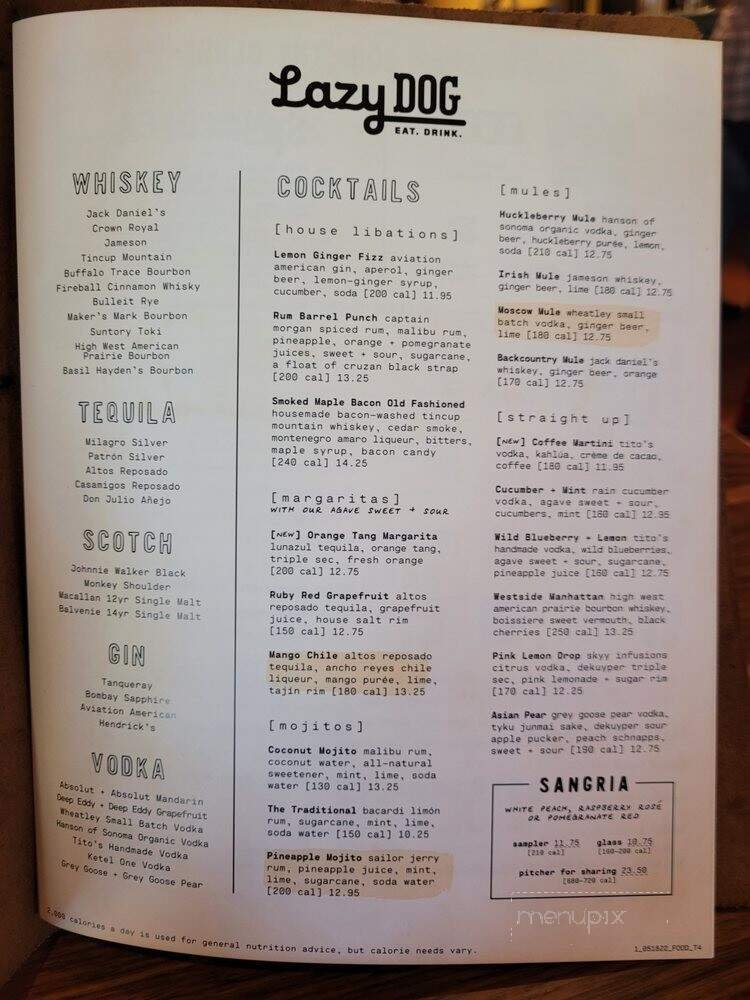 Lazy DOG
EAT. DRINK.
WHISKEY
Jack Daniel's
Crown Royal
Jameson
Tincup Mountain
Buffalo Trace Bourbon
Fireball Cinnamon Whisky
Bulleit Rye
Maker's Mark Bourbon
Suntory Toki
High West American
Prairie Bourbon
Basil Hayden's Bourbon
TEQUILA
Milagro Silver
Patrón Silver
Altos Reposado
Casamigos Reposado
Don Julio Añejo
SCOTCH
Johnnie Walker Black
Monkey Shoulder
Macallan 12yr Single Malt
Balvenie 14yr Single Malt
GIN
Tanqueray
Bombay Sapphire
Aviation American
Hendrick's
VODKA
Absolut + Absolut Mandarin
Deep Eddy + Deep Eddy Grapefruit
Wheatley Small Batch Vodka
Hanson of Sonoma Organic Vodka
Tito's Handmade Vodka
Ketel One Vodka
Grey Goose + Grey Goose Pear
COCKTAILS
[house libations]
Lemon Ginger Fizz aviation
american gin, aperol, ginger
beer, lemon-ginger syrup,
cucumber, soda [200 cal] 11.95
Rum Barrel Punch captain
morgan spiced rum, malibu rum,
pineapple, orange + pomegranate
juices, sweet + sour, sugarcane,
a float of cruzan black strap
[200 cal] 13.25
Smoked Maple Bacon Old Fashioned
housemade bacon-washed tincup
mountain whiskey, cedar smoke,
montenegro amaro liqueur, bitters,
maple syrup, bacon candy
[240 cal] 14.25
[margaritas]
WITH OUR AGAVE SWEET + SOUR
[NEW] Orange Tang Margarita
lunazul tequila, orange tang,
triple sec, fresh orange
[200 cal] 12.75
Ruby Red Grapefruit altos
reposado tequila, grapefruit
juice, house salt rim
[150 cal] 12.75
Mango Chile altos reposado
tequila, ancho reyes chile
liqueur, mango purée, lime,
tajín rim [180 cal] 13.25
[mojitos]
Coconut Mojito malibu rum,
coconut water, all-natural
sweetener, mint, lime, soda
water [130 cal] 13.25
The Traditional bacardi limón
rum, sugarcane, mint, lime,
soda water [150 cal] 10.25
Pineapple Mojito sailor jerry
rum, pineapple juice, mint,
lime, sugarcane, soda water
[200 cal] 12.95
[mules]
Huckleberry Mule hanson of
sonoma organic vodka, ginger
beer, huckleberry purée, lemon,
soda [210 cal] 12.75
Irish Mule jameson whiskey,
ginger beer, lime [180 cal] 12.75
Moscow Mule wheatley small
batch vodka, ginger beer,
lime [180 cal] 12.75
Backcountry Mule jack daniel's
whiskey, ginger beer, orange
[170 cal] 12.75
[straight up]
[NEW] Coffee Martini tito's
vodka, kahlúa, crème de cacao,
coffee [180 cal] 11.95
Cucumber + Mint rain cucumber
vodka, agave sweet + sour,
cucumbers, mint [160 cal] 12.95
Wild Blueberry + Lemon tito's
handmade vodka, wild blueberries,
agave sweet + sour, sugarcane,
pineapple juice [160 cal] 12.75
Westside Manhattan high west
american prairie bourbon whiskey,
boissiere sweet vermouth, black
cherries [250 cal] 13.25
Pink Lemon Drop skyy infusions
citrus vodka, dekuyper triple
sec, pink lemonade + sugar rim
[170 cal] 12.25
Asian Pear grey goose pear vodka,
tyku junmai sake, dekuyper sour
apple pucker, peach schnapps,
sweet + sour [190 cal] 12.75
SANGRIA
WHITE PEACH, RASPBERRY ROSÉ
OR POMEGRANATE RED
sampler 11.75 glass 10.75
[210 cal] [160-200 cal]
pitcher for sharing 23.50
[680-720 cal]
menupix
2,000 calories a day is used for general nutrition advice, but calorie needs vary.
1_051822_FOOD_T4